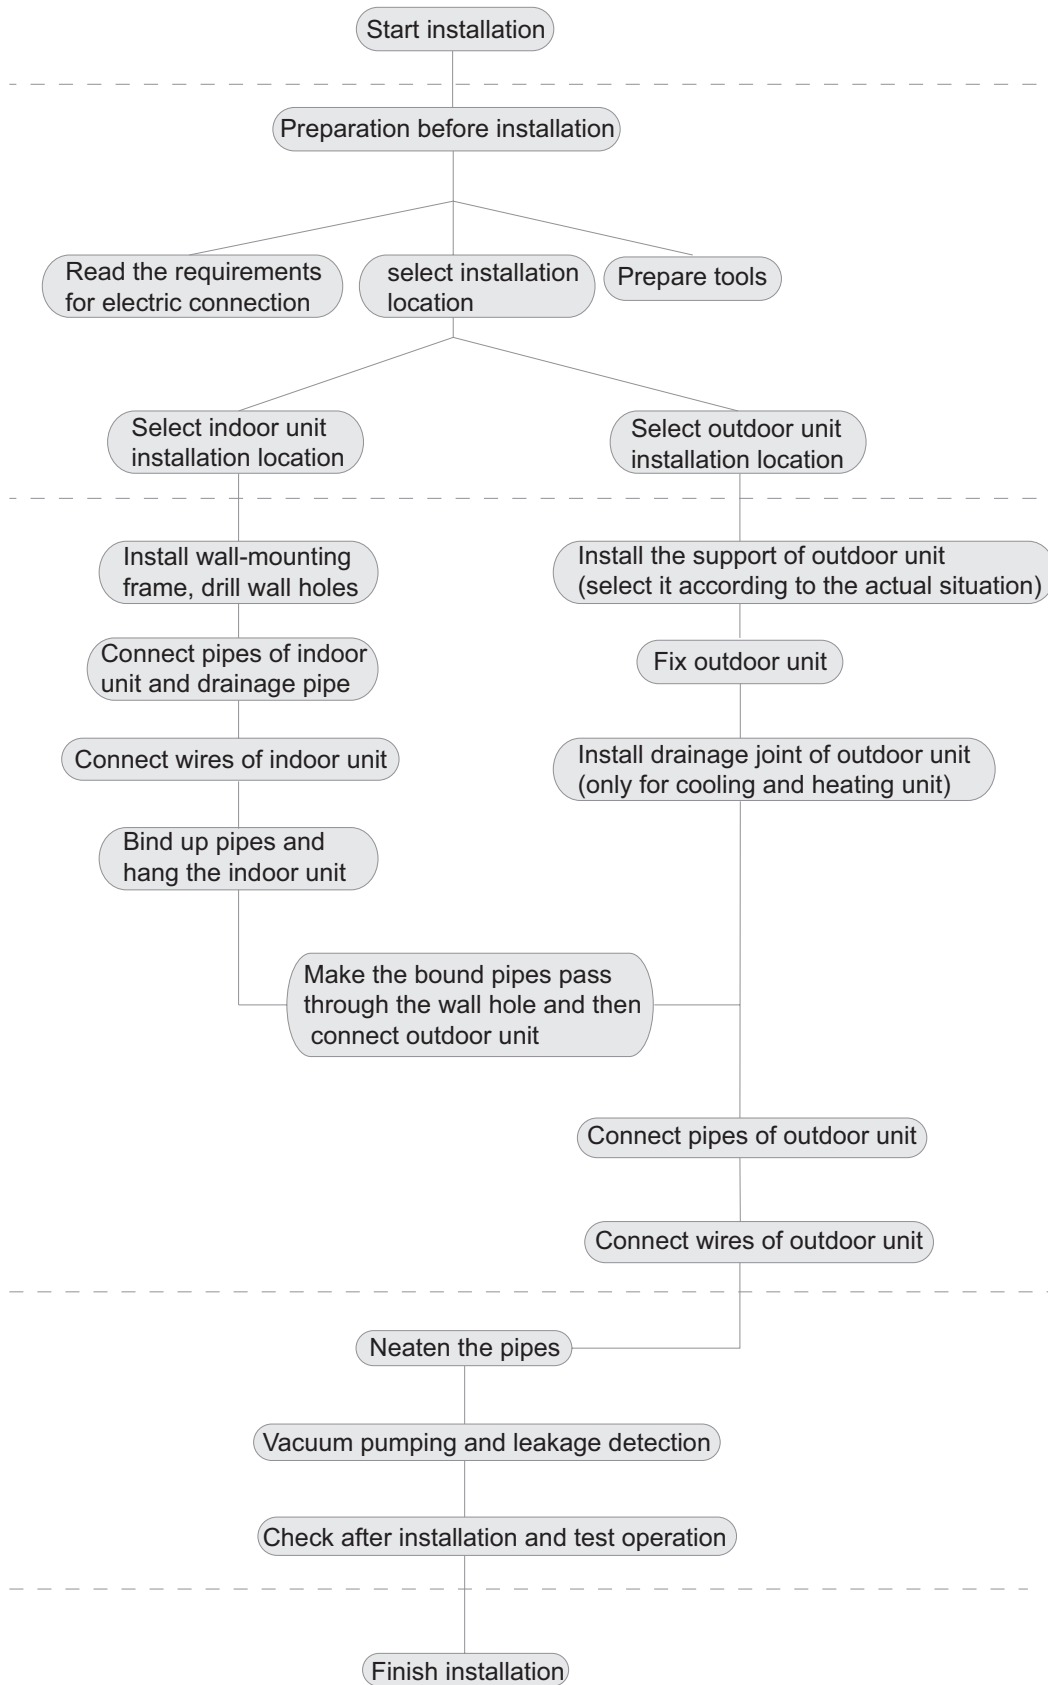 Start installation
Preparation before installation
Read the requirements
for electric connection
select installation
location
Prepare tools
Select indoor unit
installation location
Select outdoor unit
installation location
Install wall-mounting
frame, drill wall holes
Install the support of outdoor unit
(select it according to the actual situation)
Connect pipes of indoor
unit and drainage pipe
Fix outdoor unit
Connect wires of indoor unit
Install drainage joint of outdoor unit
(only for cooling and heating unit)
Bind up pipes and
hang the indoor unit
Make the bound pipes pass
through the wall hole and then
connect outdoor unit
Connect pipes of outdoor unit
Connect wires of outdoor unit
Neaten the pipes
Vacuum pumping and leakage detection
Check after installation and test operation
Finish installation